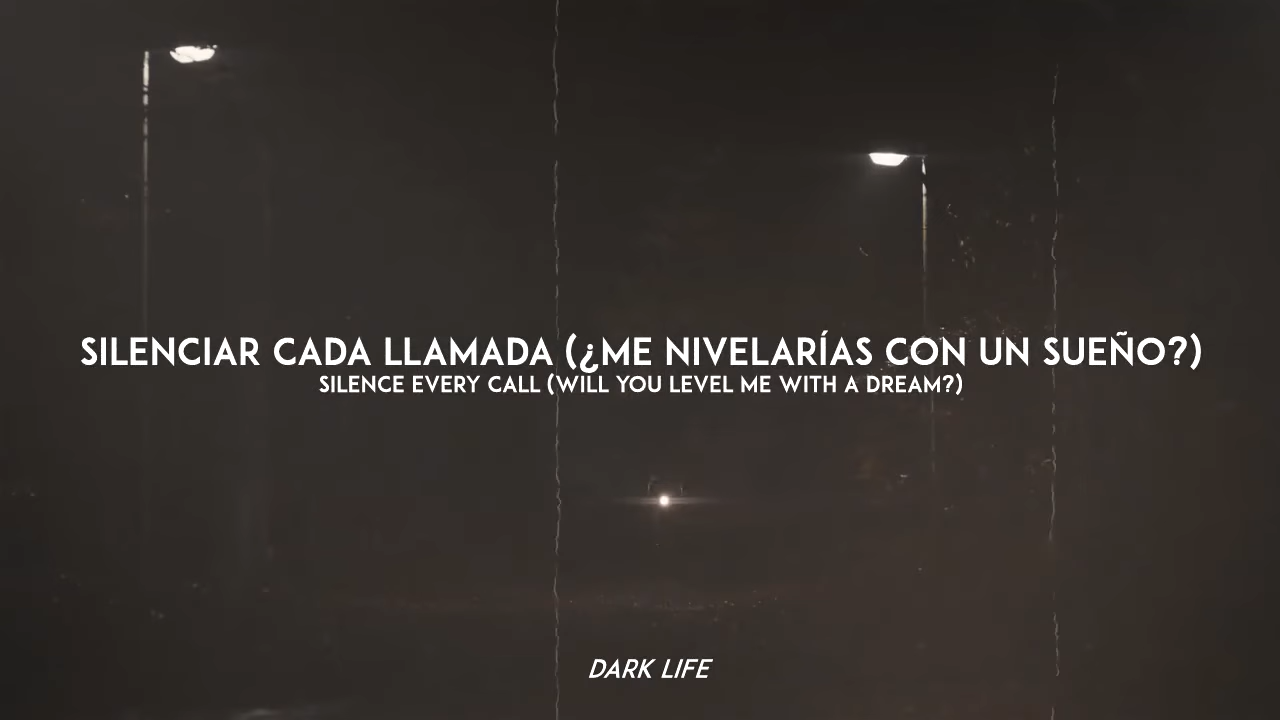 SILENCIAR CADA LLAMADA (¿ME NIVELARÍAS CON UN SUEÑO?)
SILENCE EVERY CALL (WILL YOU LEVEL ME WITH A DREAM?)
DARK LIFE